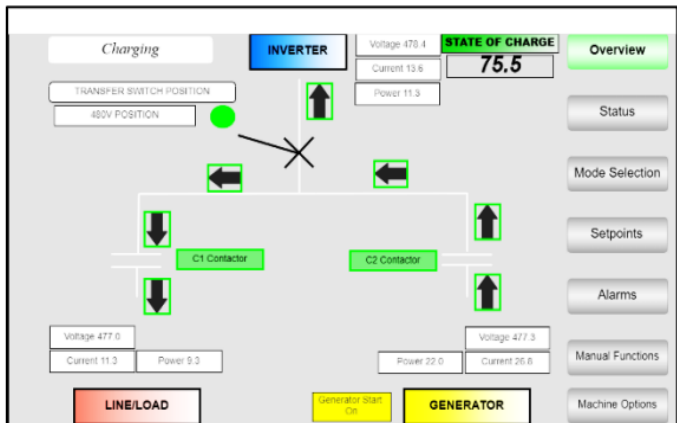 Charging
INVERTER
Voltage 478.4
STATE OF CHARGE
75.5
Current 13.6
Power 11.3
Overview
TRANSFER SWITCH POSITION
480V POSITION
Status
Mode Selection
C1 Contactor
C2 Contactor
Setpoints
Alarms
Voltage 477.0
Current 11.3
Power 9.3
Voltage 477.3
Power 22.0
Current 26.8
Manual Functions
LINE/LOAD
Generator Start
On
GENERATOR
Machine Options